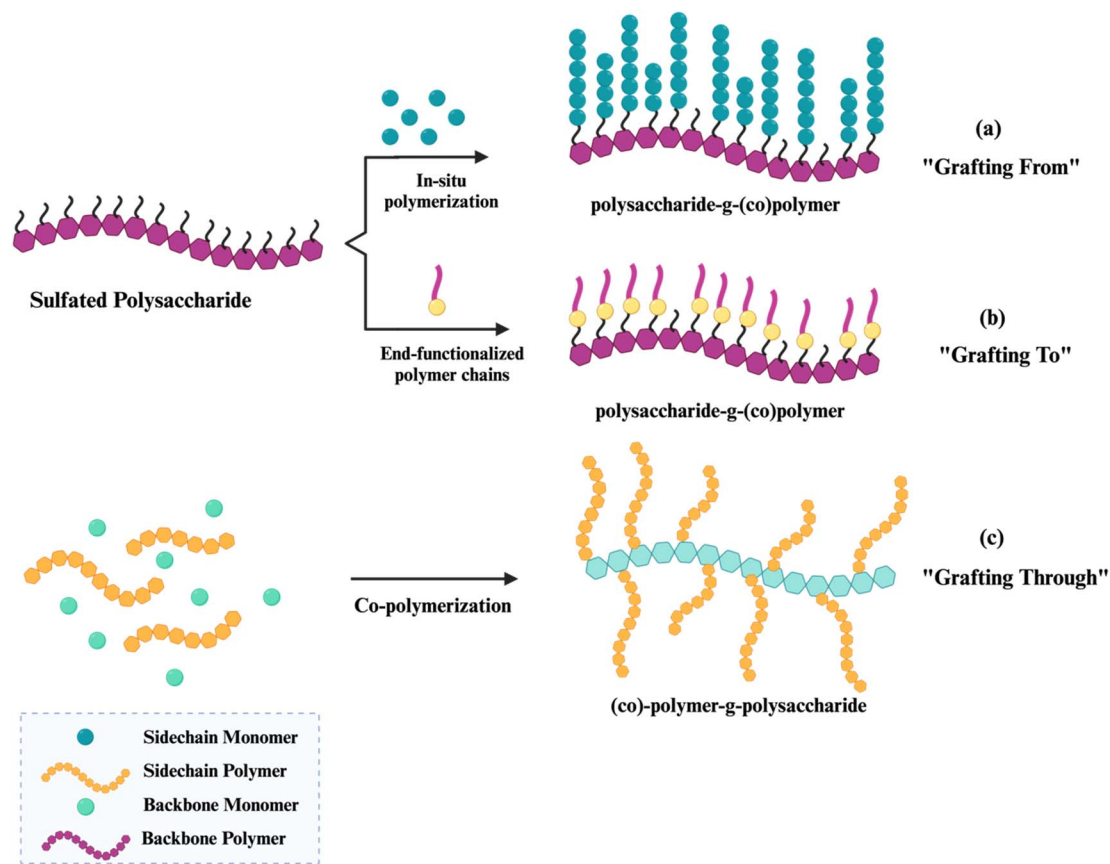 In-situ
polymerization
polysaccharide-g-(co)polymer
(a)
"Grafting From"
Sulfated Polysaccharide
End-functionalized
polymer chains
polysaccharide-g-(co)polymer
(b)
"Grafting To"
Co-polymerization
(co)-polymer-g-polysaccharide
(c)
"Grafting Through"
Sidechain Monomer
Sidechain Polymer
Backbone Monomer
Backbone Polymer